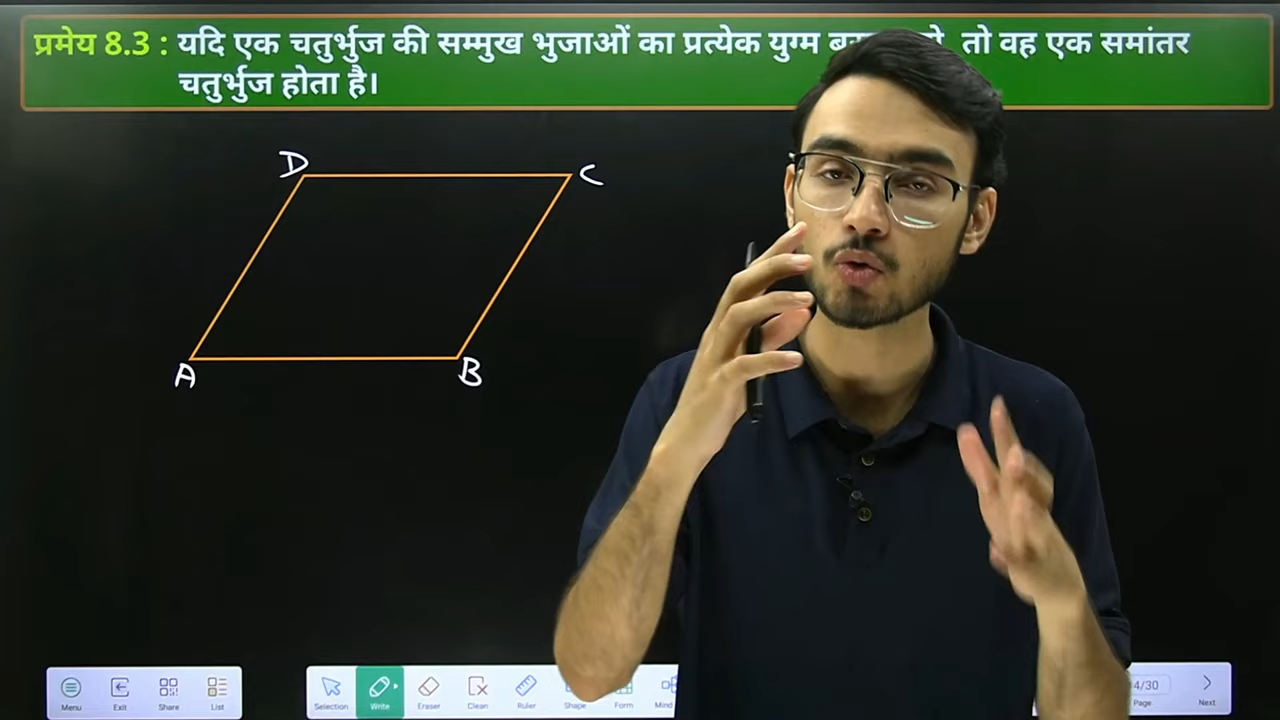 प्रमेय 8.3 : यदि एक चतुर्भुज की सम्मुख भुजाओं का प्रत्येक युग्म तो वह एक समांतर
चतुर्भुज होता है।
D
C
A
B
Menu Exit Share List Selection Write Eraser Clean Ruler Shape Form Mind Page Next
4/30